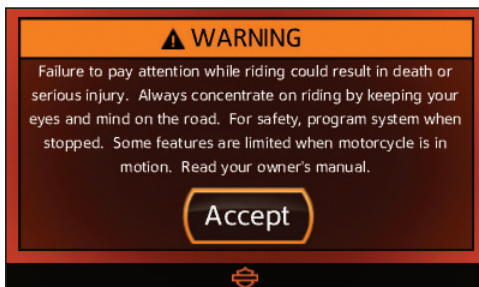 WARNING
Failure to pay attention while riding could result in death or
serious injury. Always concentrate on riding by keeping your
eyes and mind on the road. For safety, program system when
stopped. Some features are limited when motorcycle is in
motion. Read your owner's manual.
Accept